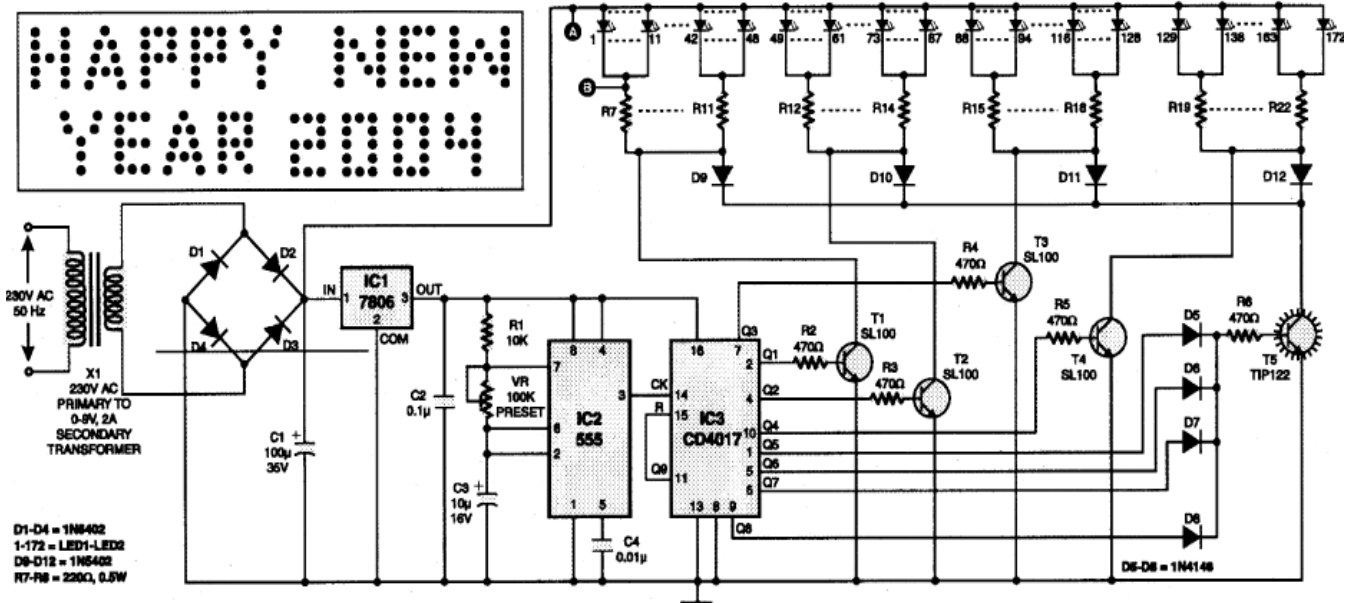 HAPPY NEW
YEAR 2004
A
1
11
42
48
49
61
73
87
88
94
116
128
129
138
163
172
B
R7
R11
R12
R14
R15
R18
R19
R22
D9
D10
D11
D12
230V AC
50 Hz
X1
230V AC
PRIMARY TO
0-9V, 2A
SECONDARY
TRANSFORMER
D1
D2
D4
D3
C1
100µ
35V
IN
1
IC1
7806
3
OUT
2
COM
C2
0.1µ
R1
10K
VR
100K
PRESET
C3
10µ
16V
8
4
7
6
2
3
IC2
555
1
5
C4
0.01µ
CK
R
Q9
16
14
15
11
IC3
CD4017
7
2
4
10
1
5
6
13
8
9
Q3
Q1
Q2
Q4
Q5
Q6
Q7
Q8
R2
470Ω
T1
SL100
R3
470Ω
T2
SL100
R4
470Ω
T3
SL100
R5
470Ω
T4
SL100
D5
D6
D7
D8
R6
470Ω
T5
TIP122
D1-D4 = 1N5402
1-172 = LED1-LED2
D9-D12 = 1N5402
R7-R8 = 220Ω, 0.5W
D5-D8 = 1N4148